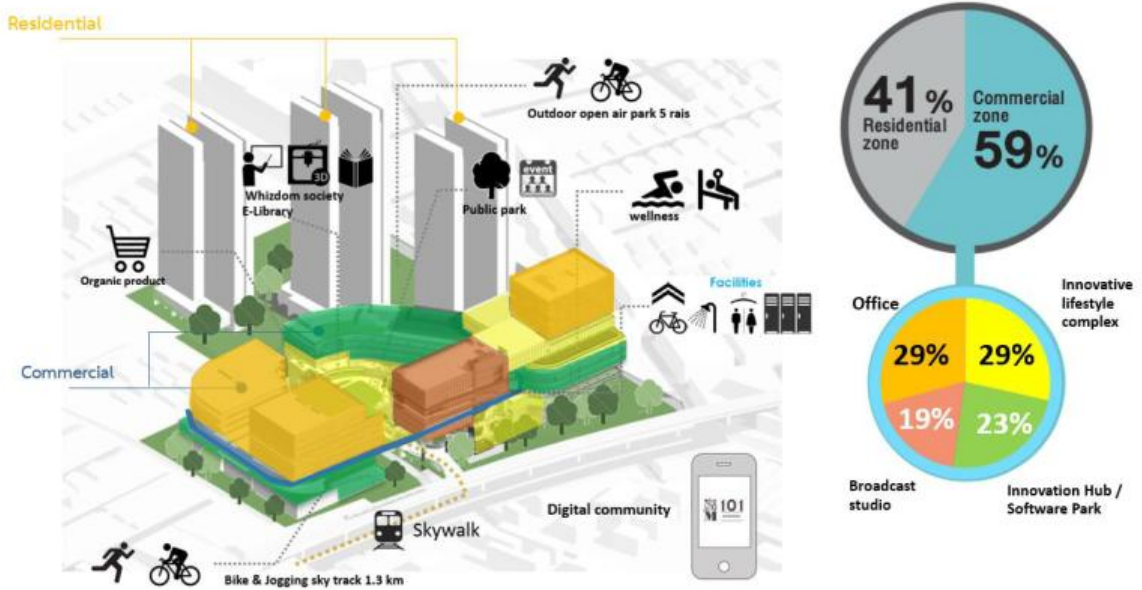 Residential
Outdoor open air park 5 rais
3D
Whizdom society
E-Library
event
Public park
wellness
Organic product
Facilities
Commercial
Digital community
101
Skywalk
Bike & Jogging sky track 1.3 km
41%
Residential
zone
Commercial
zone
59%
Office
Innovative
lifestyle
complex
29%
29%
19%
23%
Broadcast
studio
Innovation Hub /
Software Park